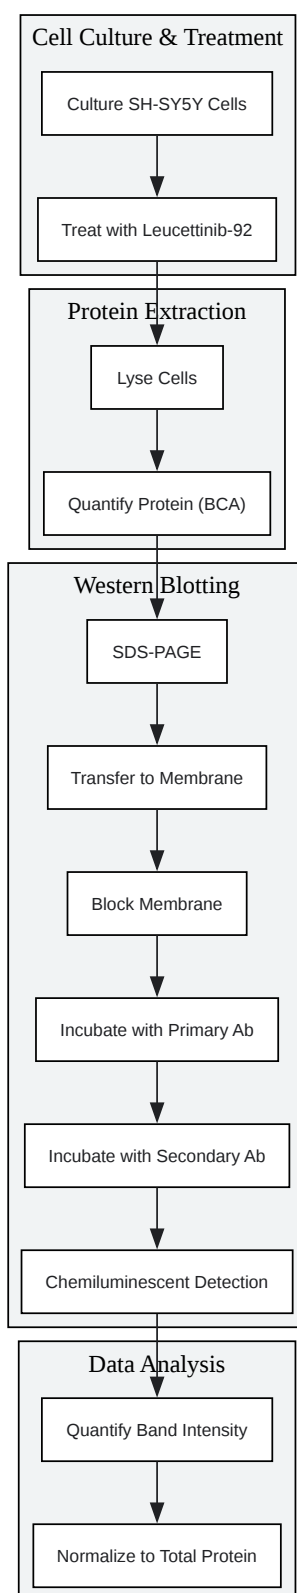 Cell Culture & Treatment
Culture SH-SY5Y Cells
Treat with Leucettinib-92
Protein Extraction
Lyse Cells
Quantify Protein (BCA)
Western Blotting
SDS-PAGE
Transfer to Membrane
Block Membrane
Incubate with Primary Ab
Incubate with Secondary Ab
Chemiluminescent Detection
Data Analysis
Quantify Band Intensity
Normalize to Total Protein